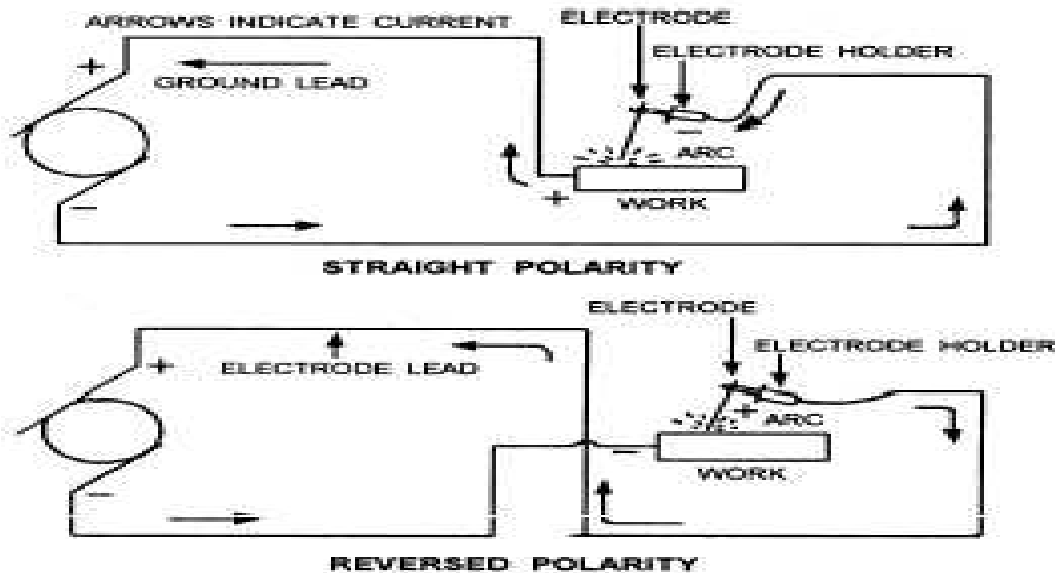 ARROWS INDICATE CURRENT
ELECTRODE
ELECTRODE HOLDER
+
GROUND LEAD
−
ARC
+
WORK
−
STRAIGHT POLARITY
ELECTRODE
ELECTRODE HOLDER
+
ELECTRODE LEAD
+
ARC
−
WORK
−
REVERSED POLARITY